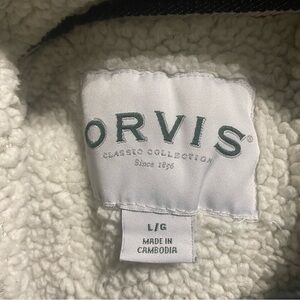 ORVIS®
CLASSIC COLLECTION
Since 1856
L/G
MADE IN
CAMBODIA